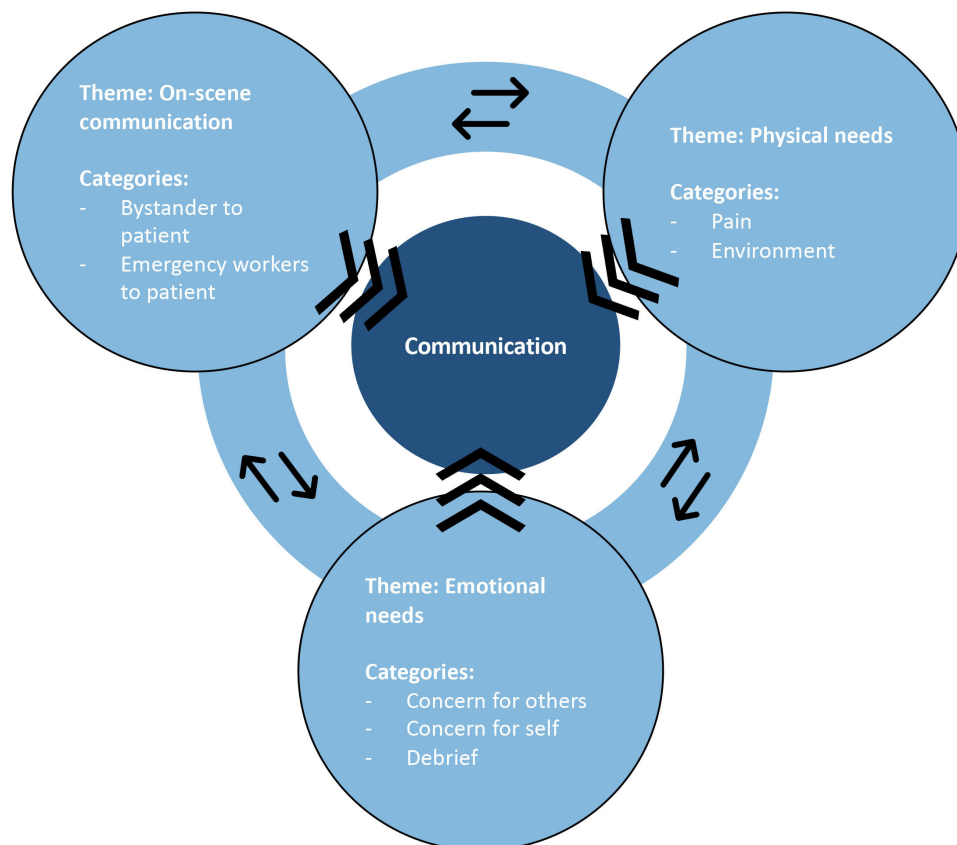 Theme: On-scene
communication
Categories:
- Bystander to
patient
- Emergency workers
to patient
Theme: Physical needs
Categories:
- Pain
- Environment
Communication
Theme: Emotional
needs
Categories:
- Concern for others
- Concern for self
- Debrief